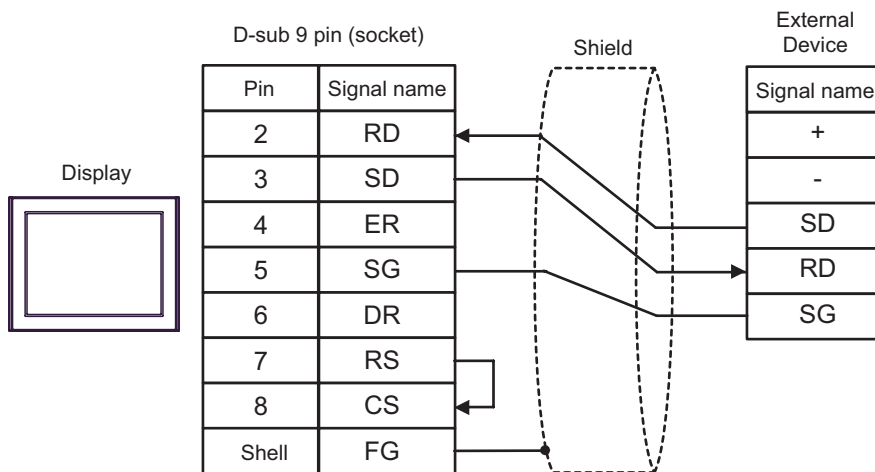 D-sub 9 pin (socket)
Shield
External
Device
Display
Pin Signal name
2 RD
3 SD
4 ER
5 SG
6 DR
7 RS
8 CS
Shell FG
Signal name
+
-
SD
RD
SG